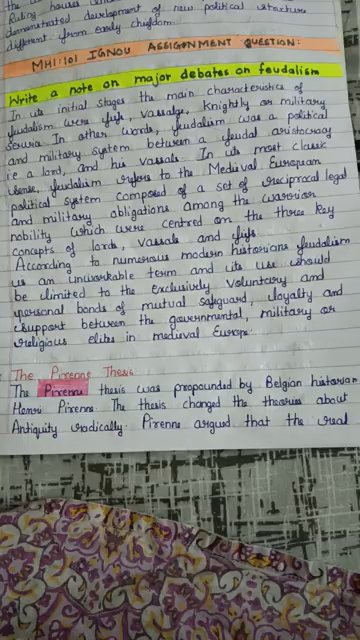 Ruling houses
demonstrated development of new political structure
different from early chiefdom.
MHI:101 IGNOU ASSIGNMENT QUESTION:
Write a note on major debates on feudalism
In its initial stages the main characteristics of
feudalism were fiefs, vassalge, knightly or military
service. In other words, feudalism was a political
and military system between a feudal aristocracy
i.e a lord, and his vassals. In its most classic
sense, feudalism refers to the Medival European
political system composed of a set of reciprocal legal
and military obligations among the warrior
nobility which were centred on the three key
concepts of lords, vassals and fiefs.
According to numerous modern historians feudalism
is an unworkable term and its use should
be limited to the exclusively voluntary and
personal bonds of mutual safeguard, loyalty and
support between the governmental, military or
religious elites in medieval Europe.
The Pirenne Thesis
The Pirenne thesis was propounded by Belgian historian
Henri Pirenne. The thesis changed the theories about
Antiquity radically. Pirenne argued that the real